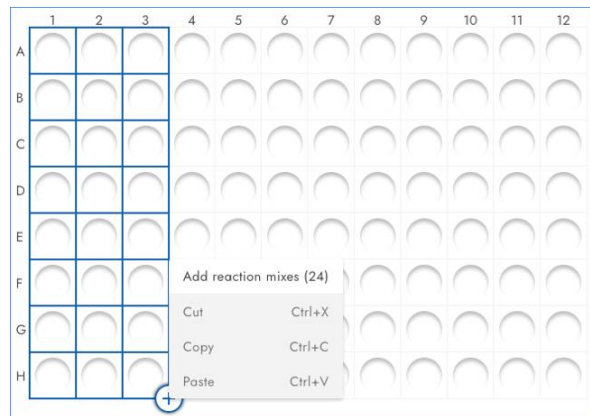 1 2 3 4 5 6 7 8 9 10 11 12
A
B
C
D
E
F
Add reaction mixes (24)
Cut Ctrl+X
G
Copy Ctrl+C
H
Paste Ctrl+V